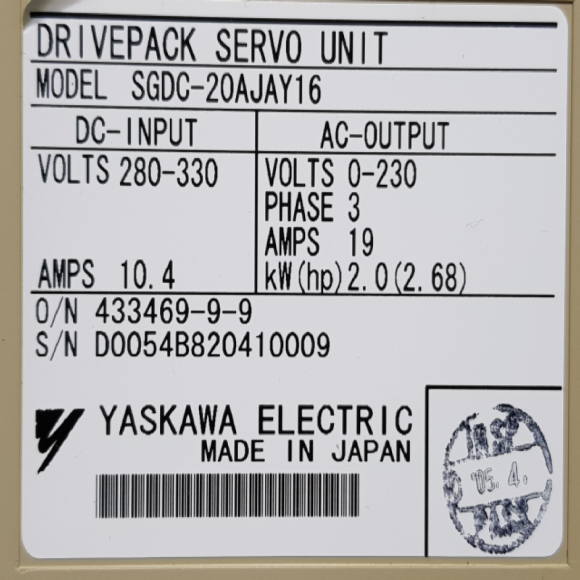 DRIVEPACK SERVO UNIT
MODEL SGDC-20AJAY16
DC-INPUT AC-OUTPUT
VOLTS 280-330 VOLTS 0-230
PHASE 3
AMPS 19
AMPS 10.4 kW(hp)2.0(2.68)
O/N 433469-9-9
S/N D0054B820410009
YASKAWA ELECTRIC
MADE IN JAPAN
INSP
'05.4.